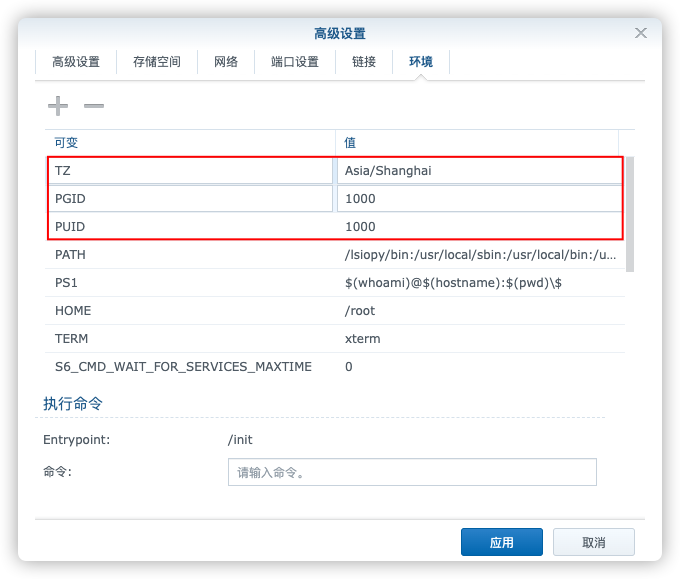 高级设置
高级设置 存储空间 网络 端口设置 链接 环境
可变 值
TZ Asia/Shanghai
PGID 1000
PUID 1000
PATH /lsiopy/bin:/usr/local/sbin:/usr/local/bin:/u...
PS1 $(whoami)@$(hostname):$(pwd)\$
HOME /root
TERM xterm
S6_CMD_WAIT_FOR_SERVICES_MAXTIME 0
执行命令
Entrypoint: /init
命令: 请输入命令。
应用 取消